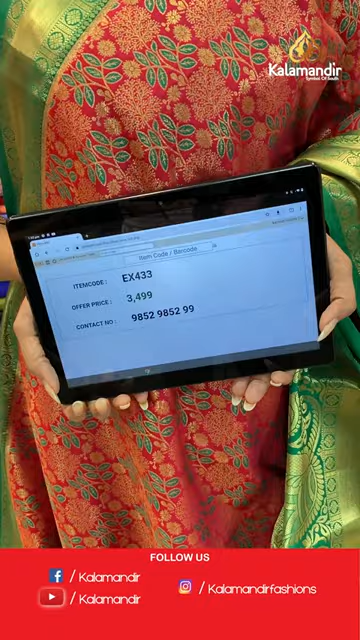 Kalamandir
Symbol Of South
Item Code / Barcode
ITEMCODE : EX433
OFFER PRICE : 3,499
CONTACT NO : 9852 9852 99
FOLLOW US
/ Kalamandir
/ Kalamandirfashions
/ Kalamandir